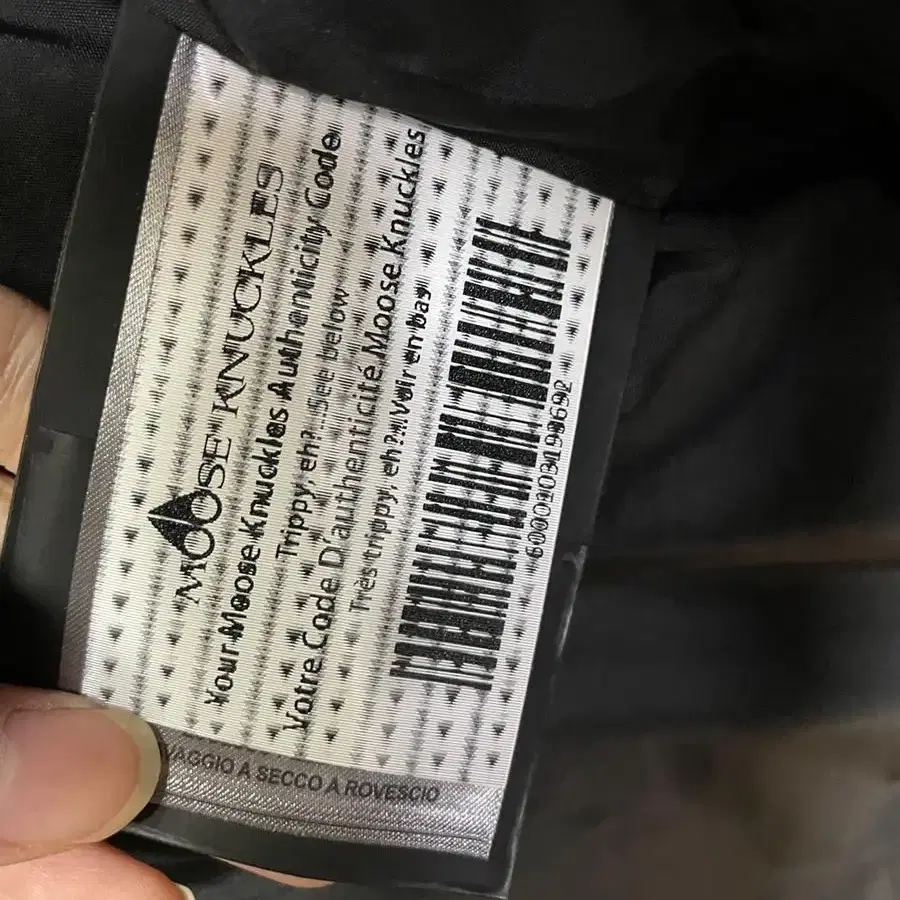 MOOSE KNUCKLES
Your Moose Knuckles Authenticity Code
Trippy, eh?...See below
Votre Code D'authenticité Moose Knuckles
Très trippy, eh?...Voir en bas
VAGGIO A SECCO A ROVESCIO